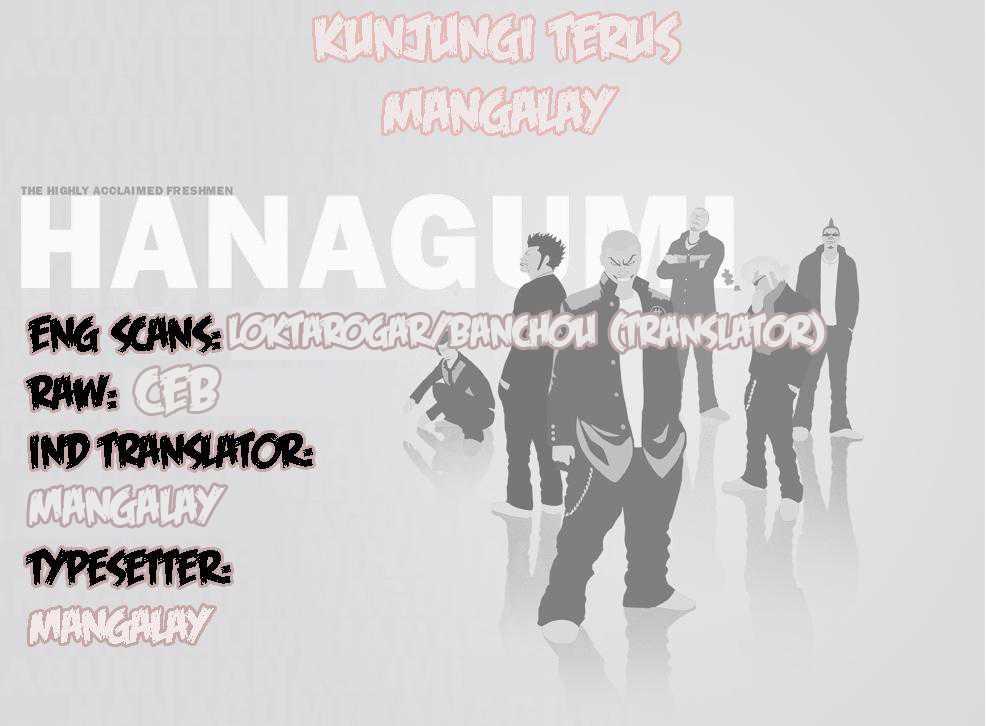 KUNJUNGI TERUS
MANGALAY
THE HIGHLY ACCLAIMED FRESHMEN
HANAGUMI
ENG SCANS: LOKTAROGAR/BANCHOU (TRANSLATOR)
RAW: CEB
IND TRANSLATOR:
MANGALAY
TYPESETTER:
MANGALAY